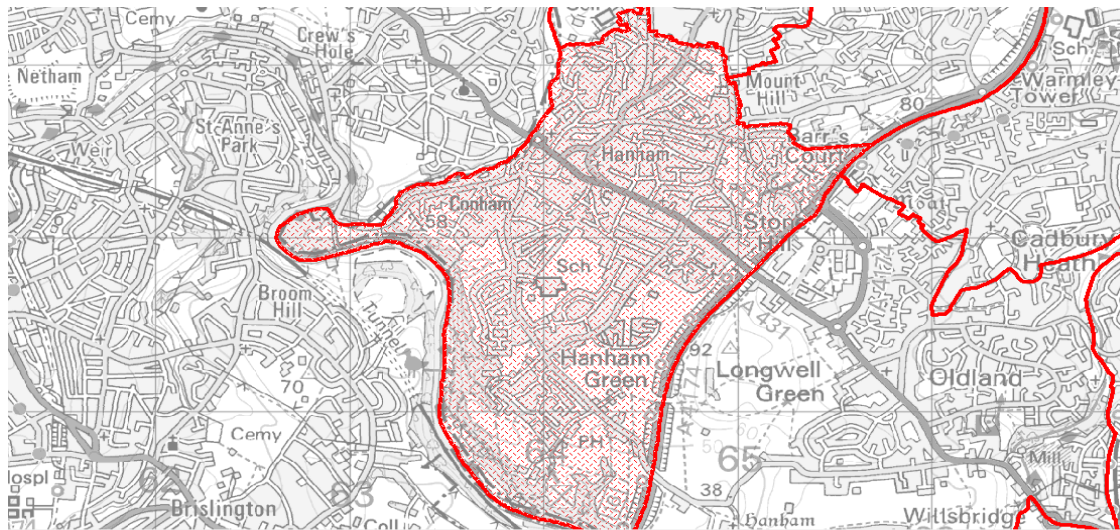 Cemy
Crew's
Hole
Sch
Netham
Mount
Hill
Warmley
Tower
80
St Anne's
Park
Weir
Barr's
Court
Hanham
Conham
58
Stone
Hill
Cadbury
Heath
Sch
Broom
Hill
Tunnel
A4174
A431
Hanham
Green
92
Longwell
Green
Oldland
70
A4174
Cemy
PH
50
64
65
Mill
63
38
Brislington
Coll
Hanham
Willsbridge